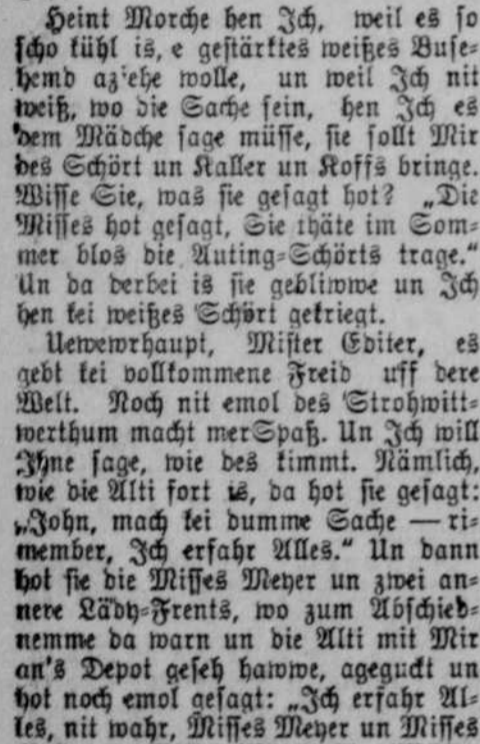 Heint Morche hen Ich, weil es so
scho kühl is, e gestärktes weißes Buse-
hemd az'ehe wolle, un weil Ich nit
weiß, wo die Sache sein, hen Ich es
dem Mädche sage müsse, sie sollt Mir
des Schört un Kaller un Koffs bringe.
Wisse Sie, was sie gesagt hot? „Die
Misses hot gesagt, Sie thäte im Som-
mer blos die Auting-Schörts trage."
Un da derbei is sie gebliwwe un Ich
hen kei weißes Schört gekriegt.
Uewewrhaupt, Mister Editer, es
gebt kei vollkommene Freid uff dere
Welt. Noch nit emol des Strohwitt-
werthum macht merSpaß. Un Ich will
Ihne sage, wie des kimmt. Nämlich,
wie die Alti fort is, da hot sie gesagt:
„John, mach kei dumme Sache — ri-
member, Ich erfahr Alles." Un dann
hot sie die Misses Meyer un zwei an-
nere Lädy-Frents, wo zum Abschied-
nemme da warn un die Alti mit Mir
an's Depot geseh hawwe, ageguckt un
hot noch emol gesagt: „Ich erfahr Al-
les, nit wahr, Misses Meyer un Misses